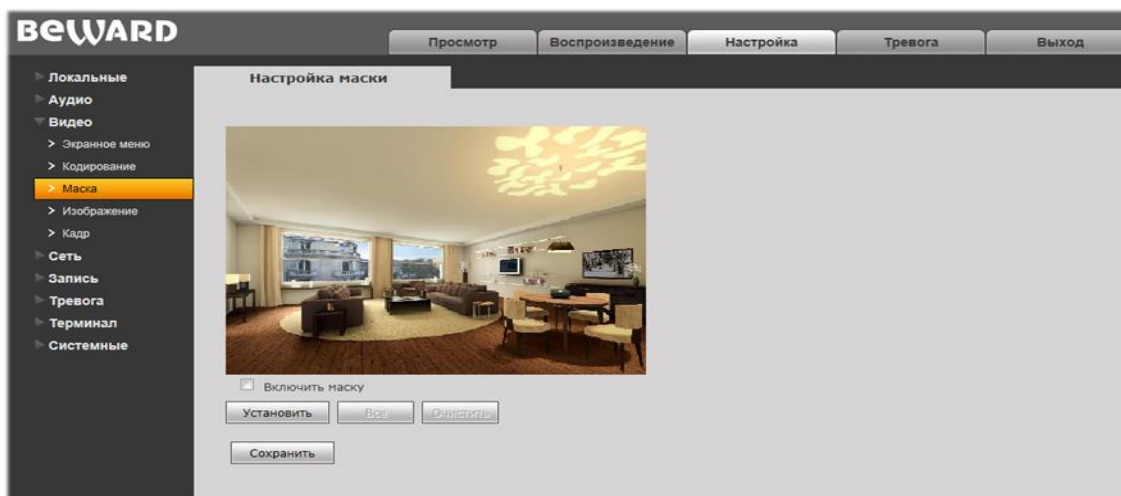 BEWARD
Просмотр
Воспроизведение
Настройка
Тревога
Выход
Локальные
Аудио
Видео
> Экранное меню
> Кодирование
> Маска
> Изображение
> Кадр
Сеть
Запись
Тревога
Терминал
Системные
Настройка маски
Включить маску
Установить
Все
Очистить
Сохранить